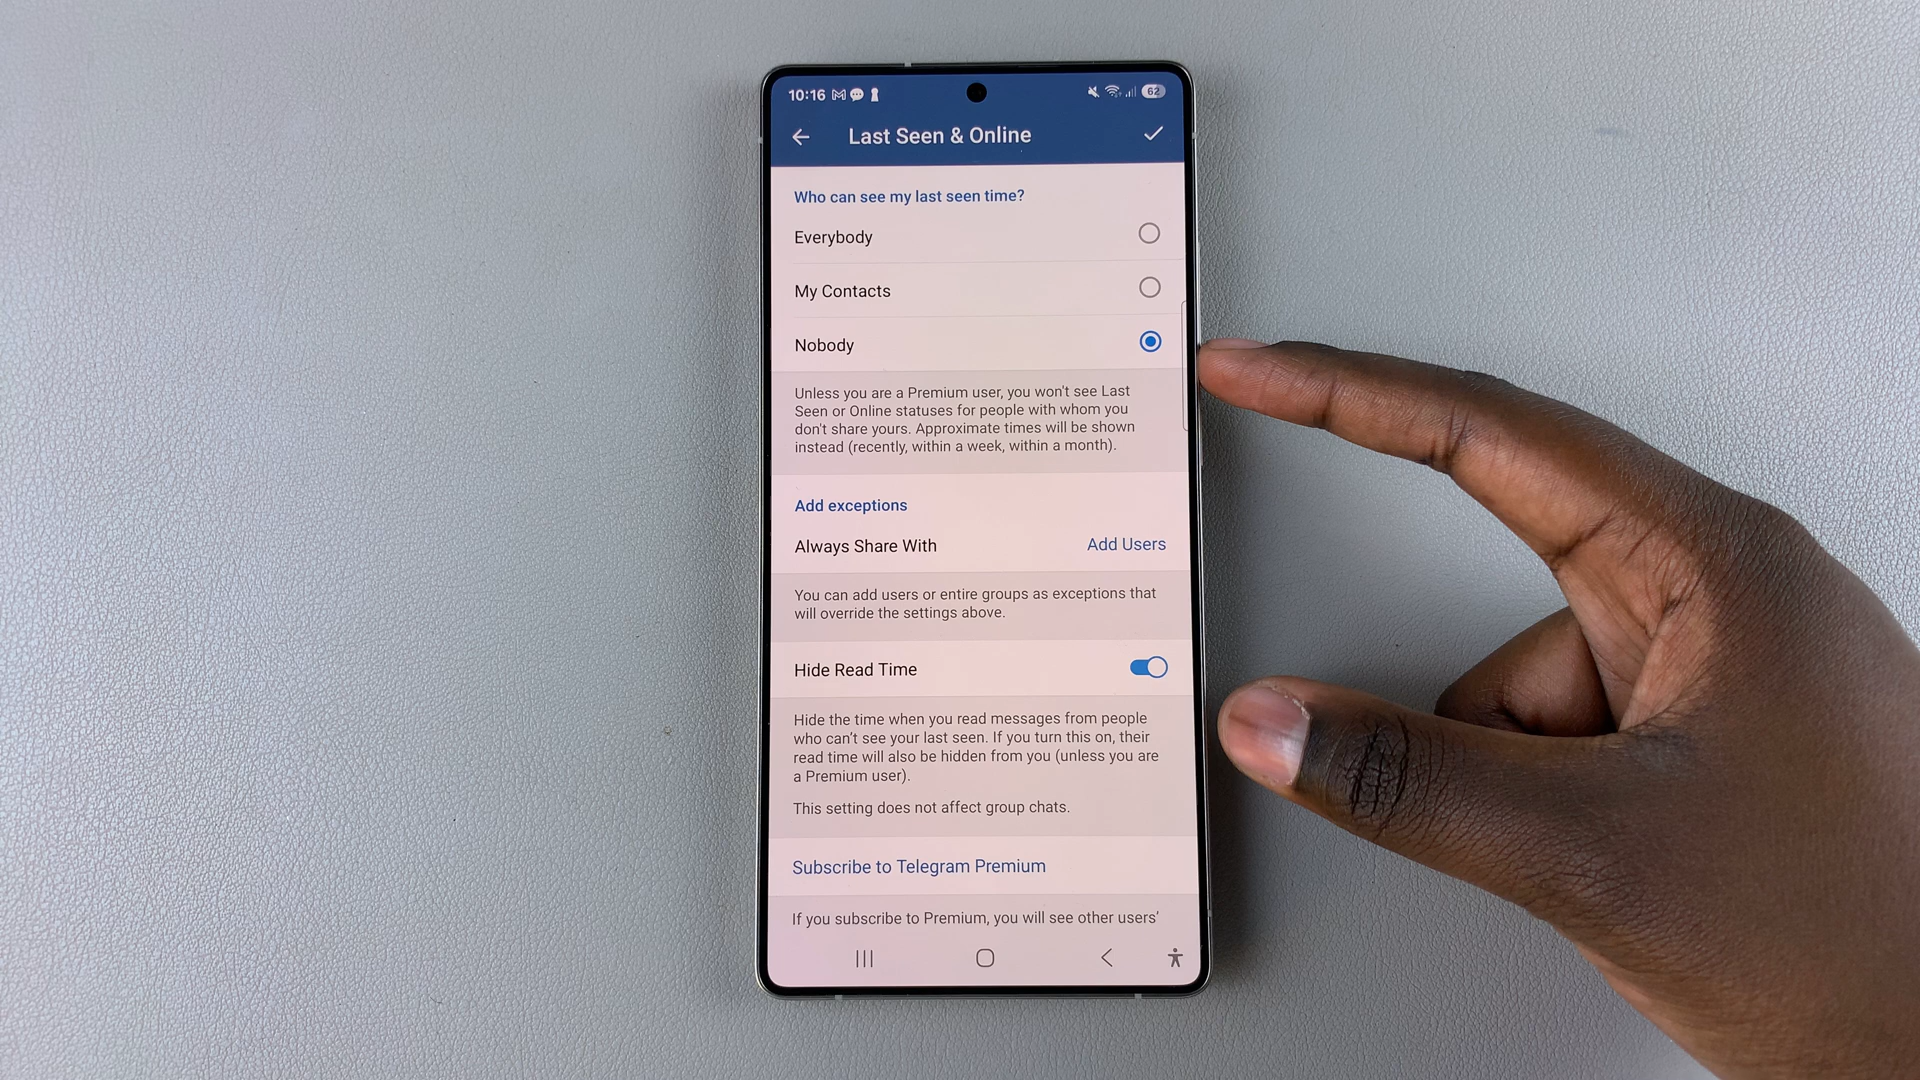 10:16 62
Last Seen & Online
Who can see my last seen time?
Everybody
My Contacts
Nobody
Unless you are a Premium user, you won't see Last
Seen or Online statuses for people with whom you
don't share yours. Approximate times will be shown
instead (recently, within a week, within a month).
Add exceptions
Always Share With Add Users
You can add users or entire groups as exceptions that
will override the settings above.
Hide Read Time
Hide the time when you read messages from people
who can't see your last seen. If you turn this on, their
read time will also be hidden from you (unless you are
a Premium user).
This setting does not affect group chats.
Subscribe to Telegram Premium
If you subscribe to Premium, you will see other users'